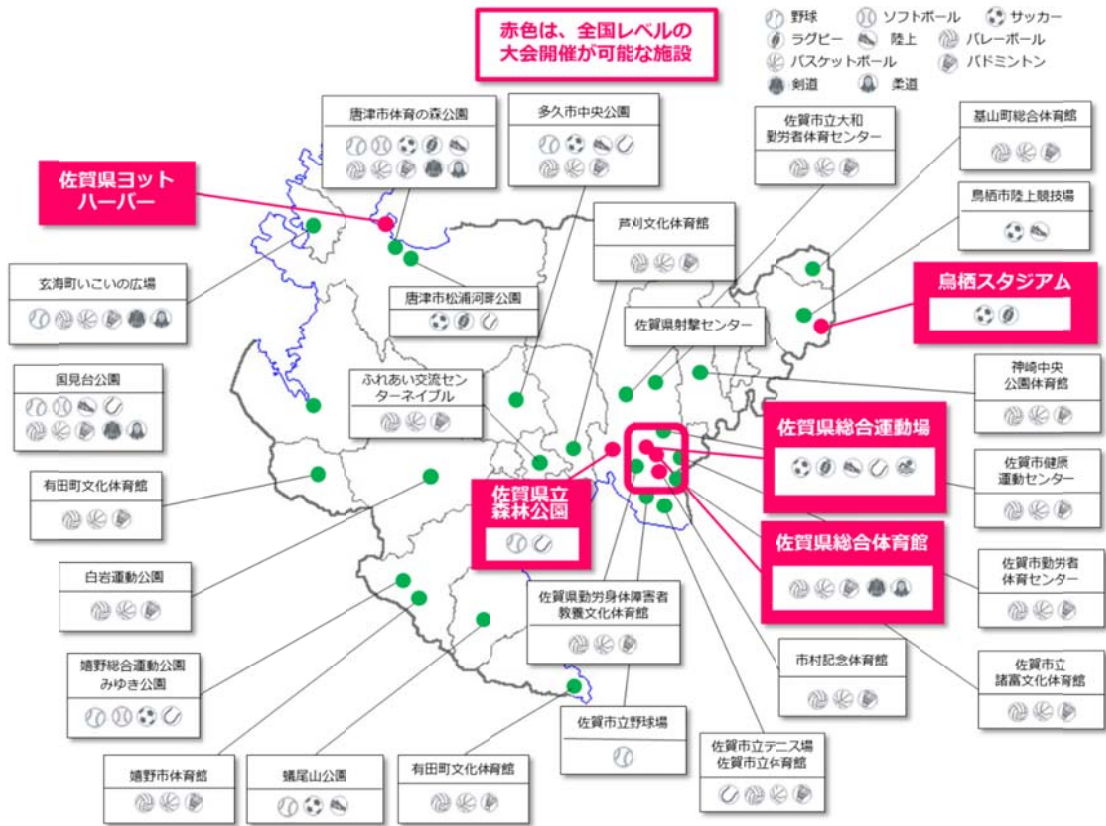 赤色は、全国レベルの
大会開催が可能な施設
野球
ソフトボール
サッカー
ラグビー
陸上
バレーボール
バスケットボール
バドミントン
剣道
柔道
唐津市体育の森公園
多久市中央公園
佐賀市立大和
勤労者体育センター
基山町総合体育館
佐賀県ヨット
ハーバー
芦刈文化体育館
鳥栖市陸上競技場
玄海町いこいの広場
唐津市松浦河畔公園
佐賀県射撃センター
鳥栖スタジアム
国見台公園
ふれあい交流セン
ターネイブル
神崎中央
公園体育館
佐賀県総合運動場
有田町文化体育館
佐賀県立
森林公園
佐賀市健康
運動センター
佐賀県総合体育館
白岩運動公園
佐賀県勤労身体障害者
教養文化体育館
佐賀市勤労者
体育センター
嬉野総合運動公園
みゆき公園
市村記念体育館
佐賀市立
諸富文化体育館
佐賀市立野球場
佐賀市立テニス場
佐賀市立体育館
嬉野市体育館
蟻尾山公園
有田町文化体育館